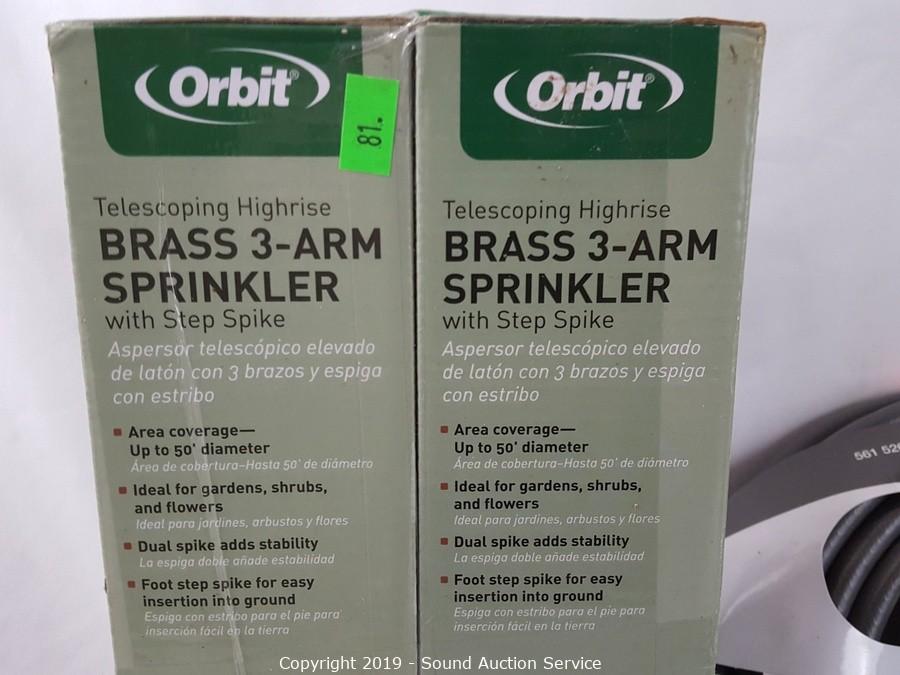 Orbit®
81.
Telescoping Highrise
BRASS 3-ARM
SPRINKLER
with Step Spike
Aspersor telescópico elevado
de latón con 3 brazos y espiga
con estribo
Area coverage—
Up to 50' diameter
Área de cobertura–Hasta 50' de diámetro
Ideal for gardens, shrubs,
and flowers
Ideal para jardines, arbustos y flores
Dual spike adds stability
La espiga doble añade estabilidad
Foot step spike for easy
insertion into ground
Espiga con estribo para el pie para
inserción fácil en la tierra
Orbit®
Telescoping Highrise
BRASS 3-ARM
SPRINKLER
with Step Spike
Aspersor telescópico elevado
de latón con 3 brazos y espiga
con estribo
Area coverage—
Up to 50' diameter
Área de cobertura–Hasta 50' de diámetro
Ideal for gardens, shrubs,
and flowers
Ideal para jardines, arbustos y flores
Dual spike adds stability
La espiga doble añade estabilidad
Foot step spike for easy
insertion into ground
Espiga con estribo para el pie para
inserción fácil en la tierra
561
Copyright 2019 - Sound Auction Service